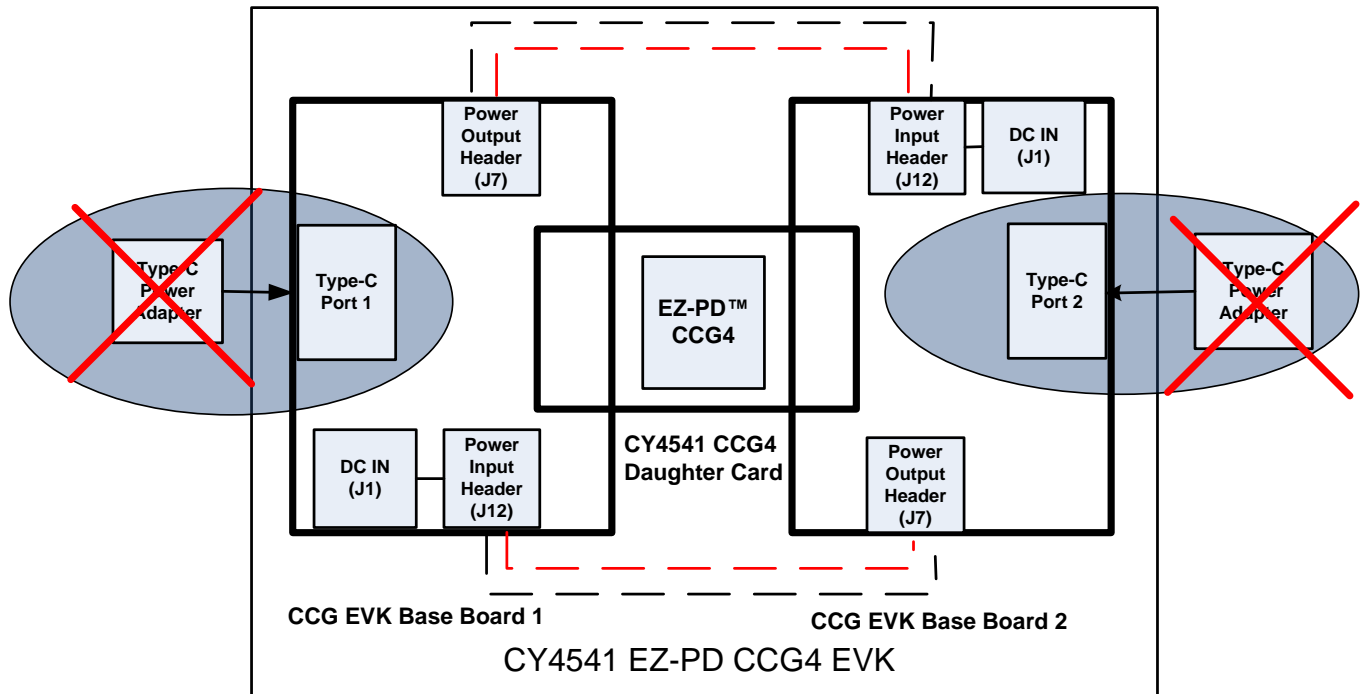 Power
Output
Header
(J7)
Power
Input
Header
(J12)
DC IN
(J1)
Type-C
Power
Adapter
Type-C
Port 1
EZ-PD™
CCG4
Type-C
Port 2
Type-C
Power
Adapter
DC IN
(J1)
Power
Input
Header
(J12)
CY4541 CCG4
Daughter Card
Power
Output
Header
(J7)
CCG EVK Base Board 1
CCG EVK Base Board 2
CY4541 EZ-PD CCG4 EVK